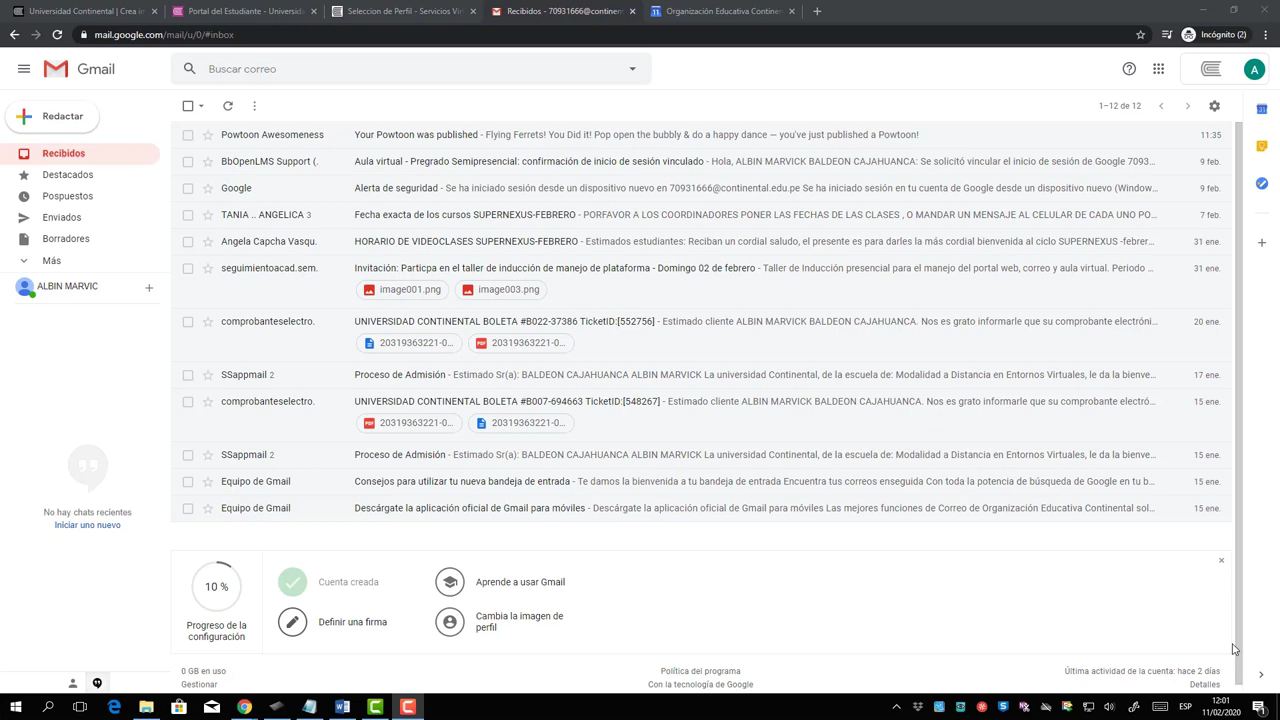 Universidad Continental | Crea in
Portal del Estudiante - Universid
Seleccion de Perfil - Servicios Vir
Recibidos - 70931666@continem
Organización Educativa Continen
mail.google.com/mail/u/0/#inbox
Incógnito (2)
Gmail
Buscar correo
A
Redactar
1–12 de 12
Recibidos
Destacados
Pospuestos
Enviados
Borradores
Más
ALBIN MARVIC
Powtoon Awesomeness Your Powtoon was published - Flying Ferrets! You Did it! Pop open the bubbly & do a happy dance — you've just published a Powtoon! 11:35
BbOpenLMS Support (. Aula virtual - Pregrado Semipresencial: confirmación de inicio de sesión vinculado - Hola, ALBIN MARVICK BALDEON CAJAHUANCA: Se solicitó vincular el inicio de sesión de Google 7093… 9 feb.
Google Alerta de seguridad - Se ha iniciado sesión desde un dispositivo nuevo en 70931666@continental.edu.pe Se ha iniciado sesión en tu cuenta de Google desde un dispositivo nuevo (Window… 9 feb.
TANIA .. ANGELICA 3 Fecha exacta de los cursos SUPERNEXUS-FEBRERO - PORFAVOR A LOS COORDINADORES PONER LAS FECHAS DE LAS CLASES , O MANDAR UN MENSAJE AL CELULAR DE CADA UNO PO… 7 feb.
Angela Capcha Vasqu. HORARIO DE VIDEOCLASES SUPERNEXUS-FEBRERO - Estimados estudiantes: Reciban un cordial saludo, el presente es para darles la más cordial bienvenida al ciclo SUPERNEXUS -febrer… 31 ene.
seguimientoacad.sem. Invitación: Particpa en el taller de inducción de manejo de plataforma - Domingo 02 de febrero - Taller de Inducción presencial para el manejo del portal web, correo y aula virtual. Periodo … 31 ene.
image001.png image003.png
comprobanteselectro. UNIVERSIDAD CONTINENTAL BOLETA #B022-37386 TicketID:[552756] - Estimado cliente ALBIN MARVICK BALDEON CAJAHUANCA. Nos es grato informarle que su comprobante electróni… 20 ene.
20319363221-0… PDF 20319363221-0…
SSappmail 2 Proceso de Admisión - Estimado Sr(a): BALDEON CAJAHUANCA ALBIN MARVICK La universidad Continental, de la escuela de: Modalidad a Distancia en Entornos Virtuales, le da la bienve… 17 ene.
comprobanteselectro. UNIVERSIDAD CONTINENTAL BOLETA #B007-694663 TicketID:[548267] - Estimado cliente ALBIN MARVICK BALDEON CAJAHUANCA. Nos es grato informarle que su comprobante electró… 15 ene.
PDF 20319363221-0… 20319363221-0…
SSappmail 2 Proceso de Admisión - Estimado Sr(a): BALDEON CAJAHUANCA ALBIN MARVICK La universidad Continental, de la escuela de: Modalidad a Distancia en Entornos Virtuales, le da la bienve… 15 ene.
Equipo de Gmail Consejos para utilizar tu nueva bandeja de entrada - Te damos la bienvenida a tu bandeja de entrada Encuentra tus correos enseguida Con toda la potencia de búsqueda de Google en tu b… 15 ene.
Equipo de Gmail Descárgate la aplicación oficial de Gmail para móviles - Descárgate la aplicación oficial de Gmail para móviles Las mejores funciones de Correo de Organización Educativa Continental sol… 15 ene.
No hay chats recientes
Iniciar uno nuevo
10 %
Progreso de la
configuración
Cuenta creada
Definir una firma
Aprende a usar Gmail
Cambia la imagen de
perfil
0 GB en uso
Gestionar
Política del programa
Con la tecnología de Google
Última actividad de la cuenta: hace 2 días
Detalles
ESP
12:01
11/02/2020